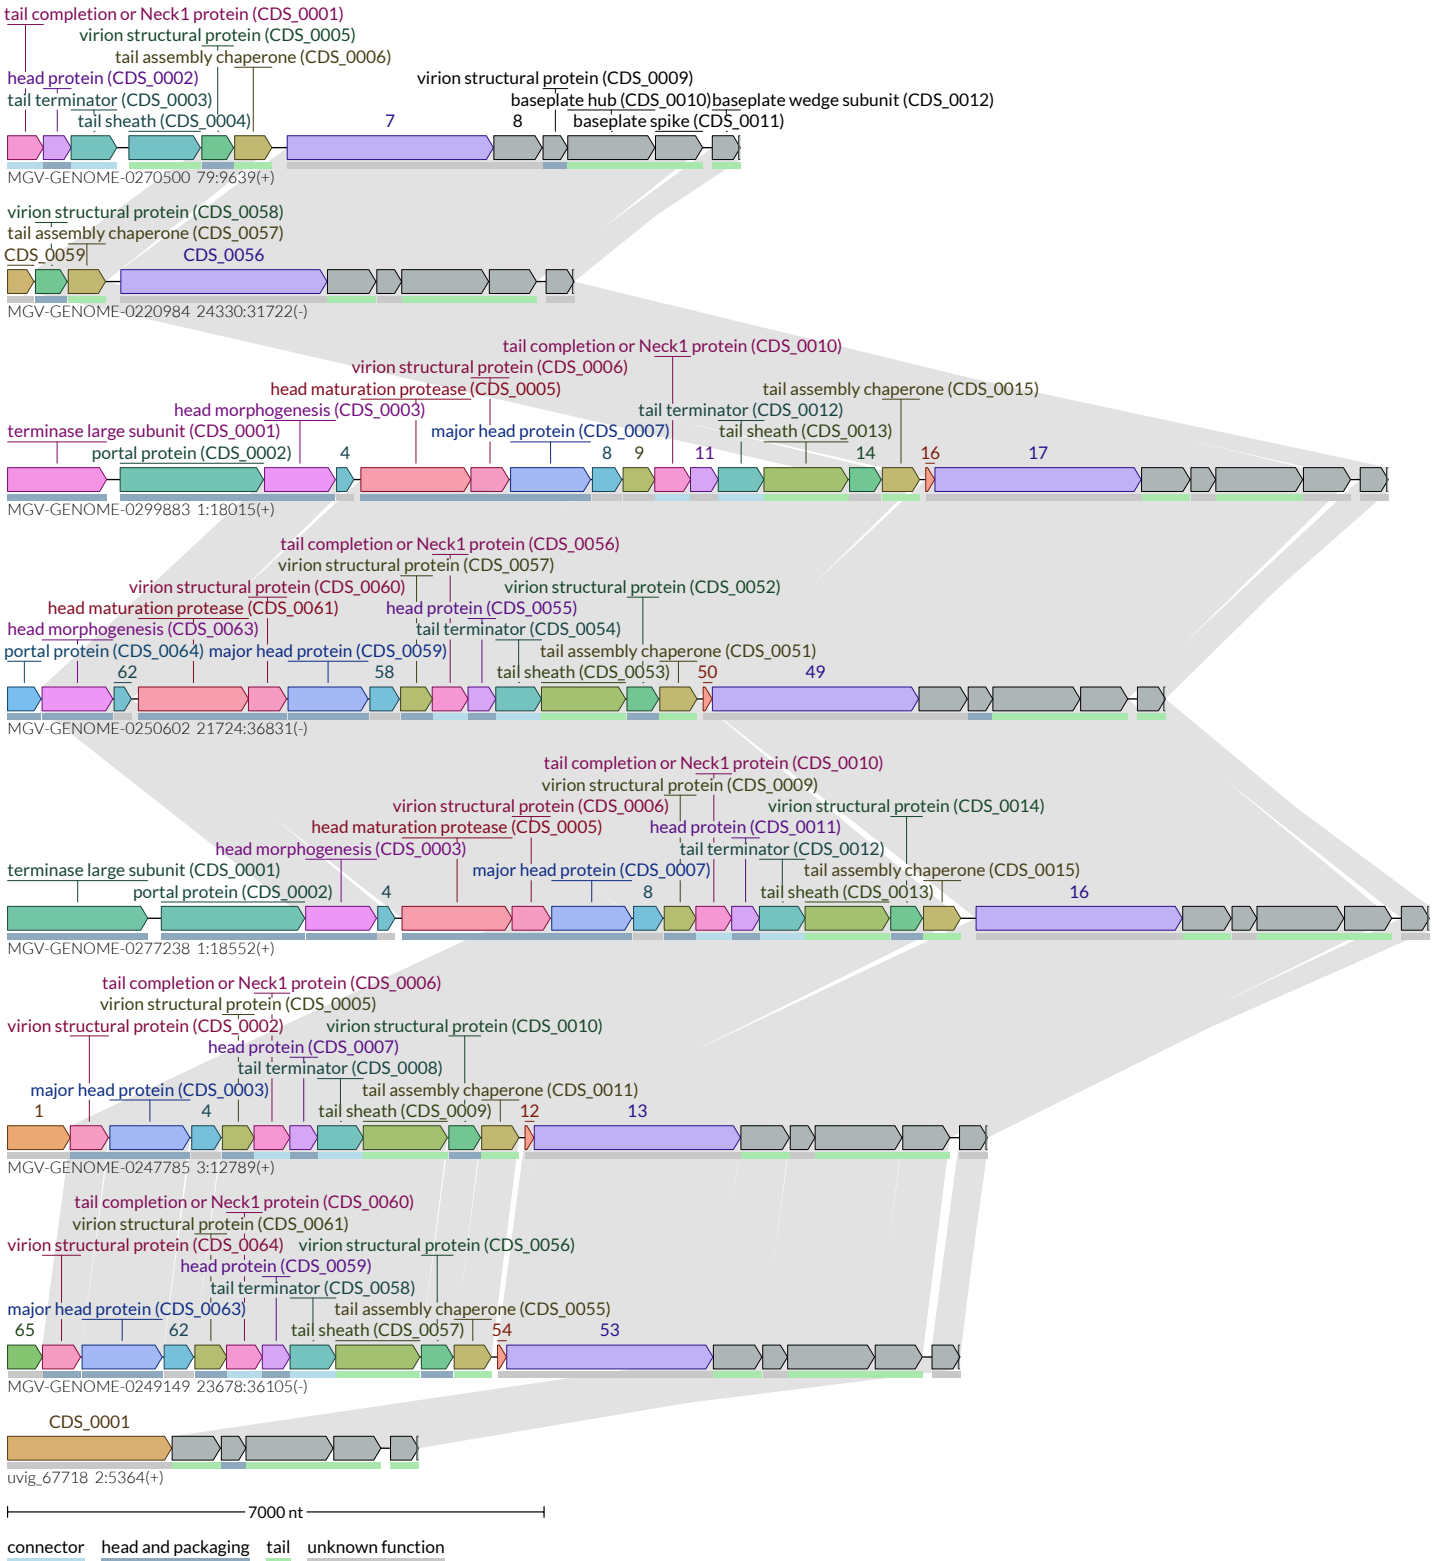 tail completion or Neck1 protein (CDS_0001)
virion structural protein (CDS_0005)
tail assembly chaperone (CDS_0006)
head protein (CDS_0002) virion structural protein (CDS_0009)
tail terminator (CDS_0003) baseplate hub (CDS_0010) baseplate wedge subunit (CDS_0012)
tail sheath (CDS_0004) 7 8 baseplate spike (CDS_0011)
MGV-GENOME-0270500 79:9639(+)
virion structural protein (CDS_0058)
tail assembly chaperone (CDS_0057)
CDS_0059 CDS_0056
MGV-GENOME-0220984 24330:31722(-)
tail completion or Neck1 protein (CDS_0010)
virion structural protein (CDS_0006)
head maturation protease (CDS_0005) tail assembly chaperone (CDS_0015)
head morphogenesis (CDS_0003) tail terminator (CDS_0012)
terminase large subunit (CDS_0001) major head protein (CDS_0007) tail sheath (CDS_0013)
portal protein (CDS_0002) 4 8 9 11 14 16 17
MGV-GENOME-0299883 1:18015(+)
tail completion or Neck1 protein (CDS_0056)
virion structural protein (CDS_0057)
virion structural protein (CDS_0060) virion structural protein (CDS_0052)
head maturation protease (CDS_0061) head protein (CDS_0055)
head morphogenesis (CDS_0063) tail terminator (CDS_0054)
portal protein (CDS_0064) major head protein (CDS_0059) tail assembly chaperone (CDS_0051)
62 58 tail sheath (CDS_0053) 50 49
MGV-GENOME-0250602 21724:36831(-)
tail completion or Neck1 protein (CDS_0010)
virion structural protein (CDS_0009)
virion structural protein (CDS_0006) virion structural protein (CDS_0014)
head maturation protease (CDS_0005) head protein (CDS_0011)
head morphogenesis (CDS_0003) tail terminator (CDS_0012)
terminase large subunit (CDS_0001) major head protein (CDS_0007) tail assembly chaperone (CDS_0015)
portal protein (CDS_0002) 4 8 tail sheath (CDS_0013) 16
MGV-GENOME-0277238 1:18552(+)
tail completion or Neck1 protein (CDS_0006)
virion structural protein (CDS_0005)
virion structural protein (CDS_0002) virion structural protein (CDS_0010)
head protein (CDS_0007)
tail terminator (CDS_0008)
major head protein (CDS_0003) tail assembly chaperone (CDS_0011)
1 4 tail sheath (CDS_0009) 12 13
MGV-GENOME-0247785 3:12789(+)
tail completion or Neck1 protein (CDS_0060)
virion structural protein (CDS_0061)
virion structural protein (CDS_0064) virion structural protein (CDS_0056)
head protein (CDS_0059)
tail terminator (CDS_0058)
major head protein (CDS_0063) tail assembly chaperone (CDS_0055)
65 62 tail sheath (CDS_0057) 54 53
MGV-GENOME-0249149 23678:36105(-)
CDS_0001
uvig_67718 2:5364(+)
7000 nt
connector head and packaging tail unknown function